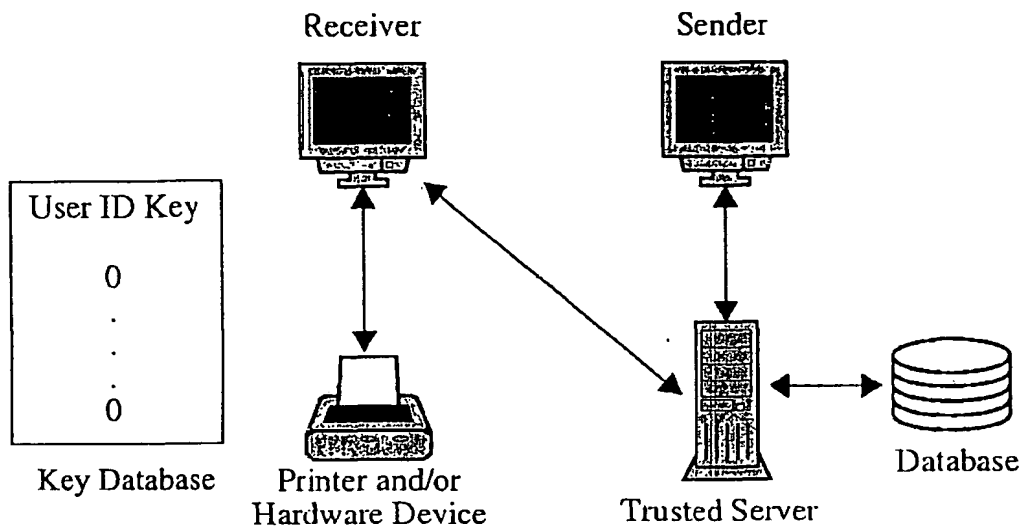 Receiver
Sender
User ID Key
0
.
.
.
0
Key Database
Printer and/or
Hardware Device
Trusted Server
Database